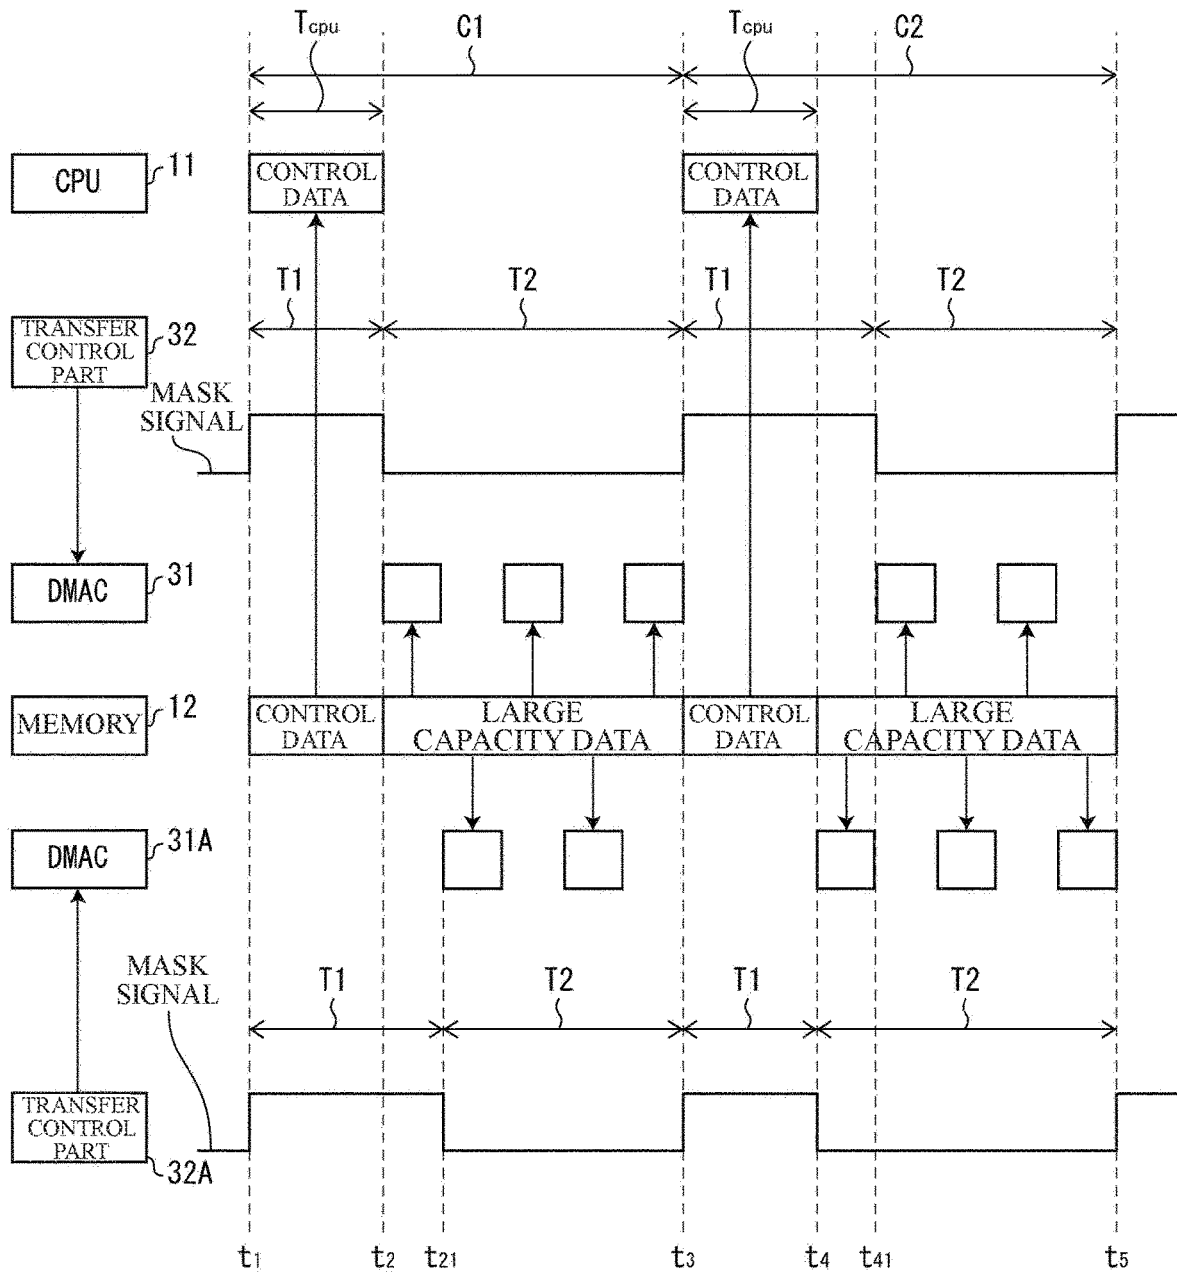 Tcpu
C1
Tcpu
C2
CPU
11
CONTROL
DATA
CONTROL
DATA
T1
T2
T1
T2
TRANSFER
CONTROL
PART
32
MASK
SIGNAL
DMAC
31
MEMORY
12
CONTROL
DATA
LARGE
CAPACITY DATA
CONTROL
DATA
LARGE
CAPACITY DATA
DMAC
31A
MASK
SIGNAL
T1
T2
T1
T2
TRANSFER
CONTROL
PART
32A
t1
t2
t21
t3
t4
t41
t5